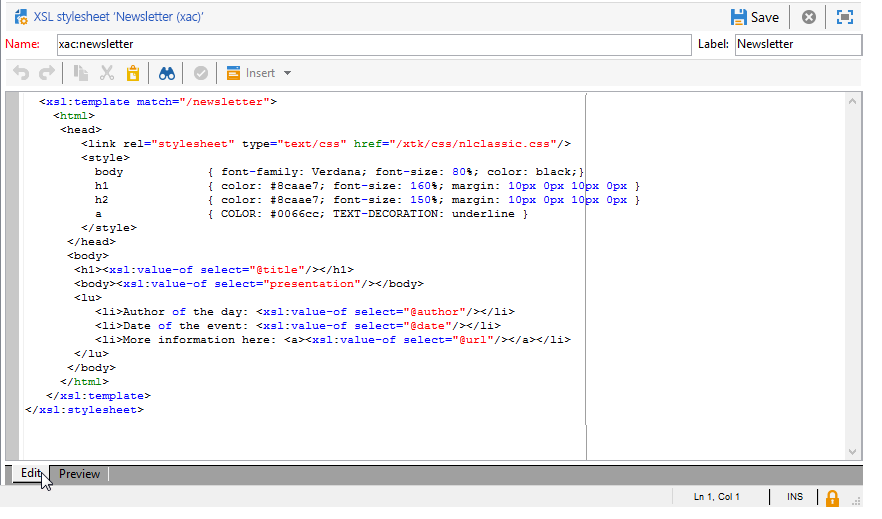 XSL stylesheet 'Newsletter (xac)'
Save
Name: xac:newsletter Label: Newsletter
Insert
<xsl:template match="/newsletter">
<html>
<head>
<link rel="stylesheet" type="text/css" href="/xtk/css/nlclassic.css"/>
<style>
body { font-family: Verdana; font-size: 80%; color: black;}
h1 { color: #8caae7; font-size: 160%; margin: 10px 0px 10px 0px }
h2 { color: #8caae7; font-size: 150%; margin: 10px 0px 10px 0px }
a { COLOR: #0066cc; TEXT-DECORATION: underline }
</style>
</head>
<body>
<h1><xsl:value-of select="@title"/></h1>
<body><xsl:value-of select="presentation"/></body>
<lu>
<li>Author of the day: <xsl:value-of select="@author"/></li>
<li>Date of the event: <xsl:value-of select="@date"/></li>
<li>More information here: <a><xsl:value-of select="@url"/></a></li>
</lu>
</body>
</html>
</xsl:template>
</xsl:stylesheet>
Edit Preview
Ln 1, Col 1 INS